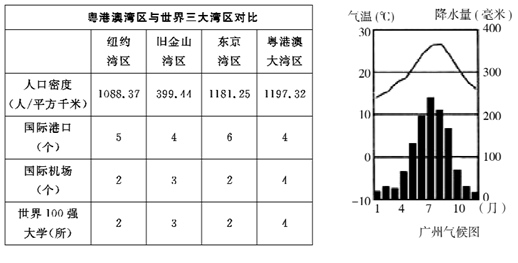 粤港澳湾区与世界三大湾区对比
纽约湾区 旧金山湾区 东京湾区 粤港澳大湾区
人口密度(人/平方千米) 1088.37 399.44 1181.25 1197.32
国际港口(个) 5 4 6 4
国际机场(个) 2 3 2 4
世界100强大学(所) 2 3 2 4
气温(℃) 降水量(毫米)
30 400
20 300
10 200
0 100
-10 0
1 4 7 10 (月)
广州气候图